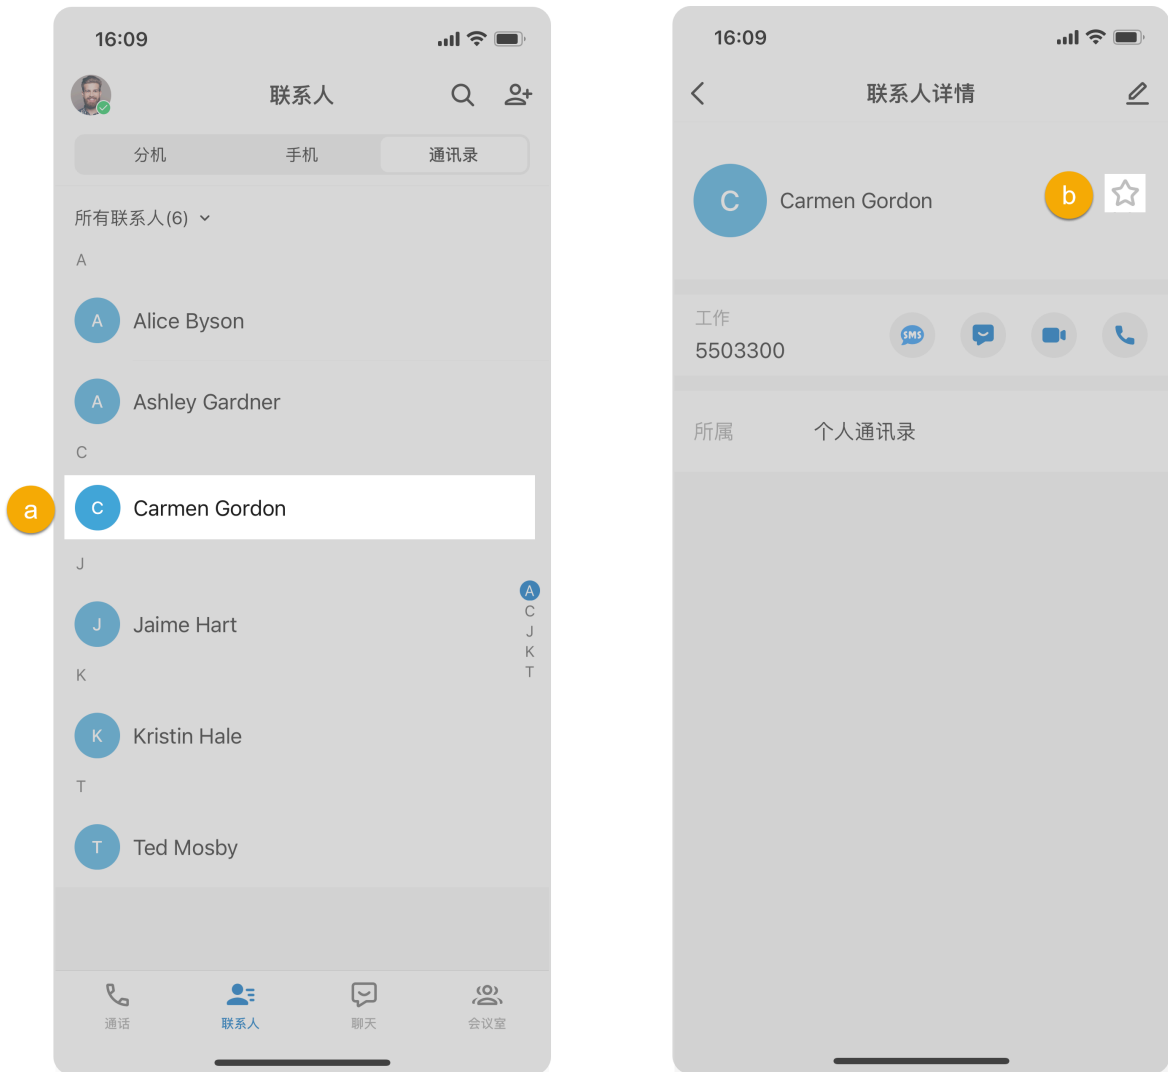 16:09
联系人
分机 手机 通讯录
所有联系人(6)
A
A Alice Byson
A Ashley Gardner
C
a C Carmen Gordon
J
A
C
J
K
T
J Jaime Hart
K
K Kristin Hale
T
T Ted Mosby
通话 联系人 聊天 会议室
16:09
联系人详情
C Carmen Gordon b
工作
5503300 SMS
所属 个人通讯录